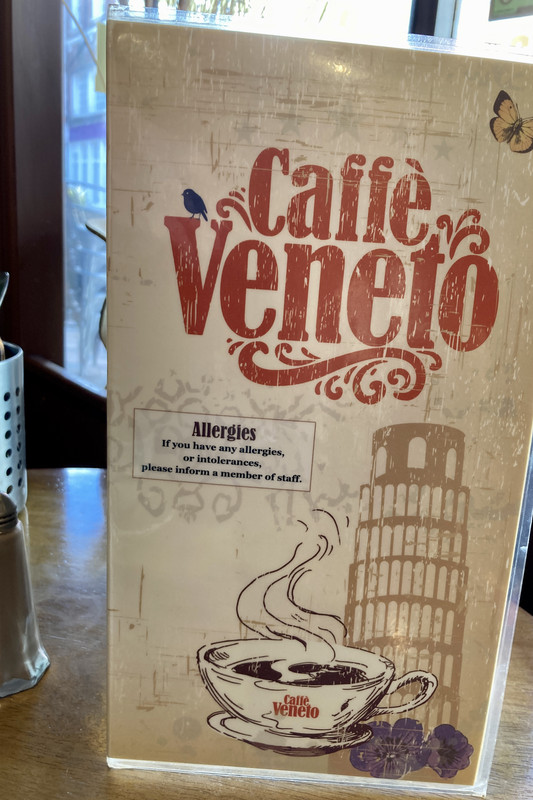 Caffè
Veneto
Allergies
If you have any allergies,
or intolerances,
please inform a member of staff.
Caffè
Veneto